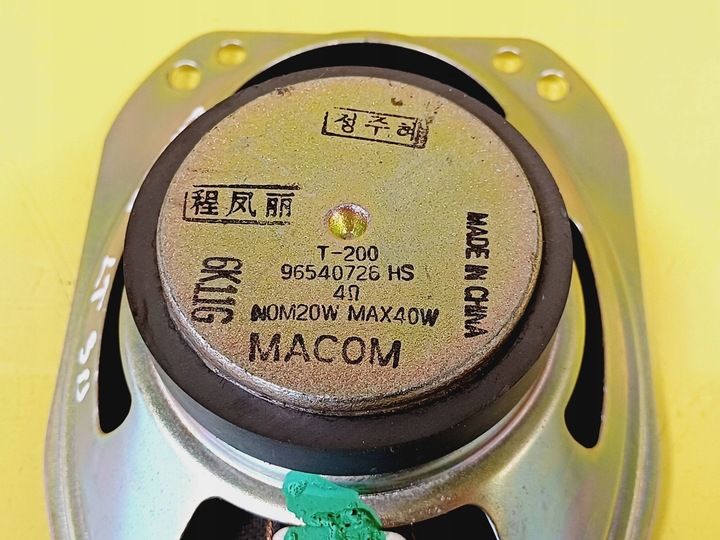 정주혜
程凤丽
T-200
96540726 HS
4Ω
NOM20W MAX40W
MACOM
6K11G
MADE IN CHINA